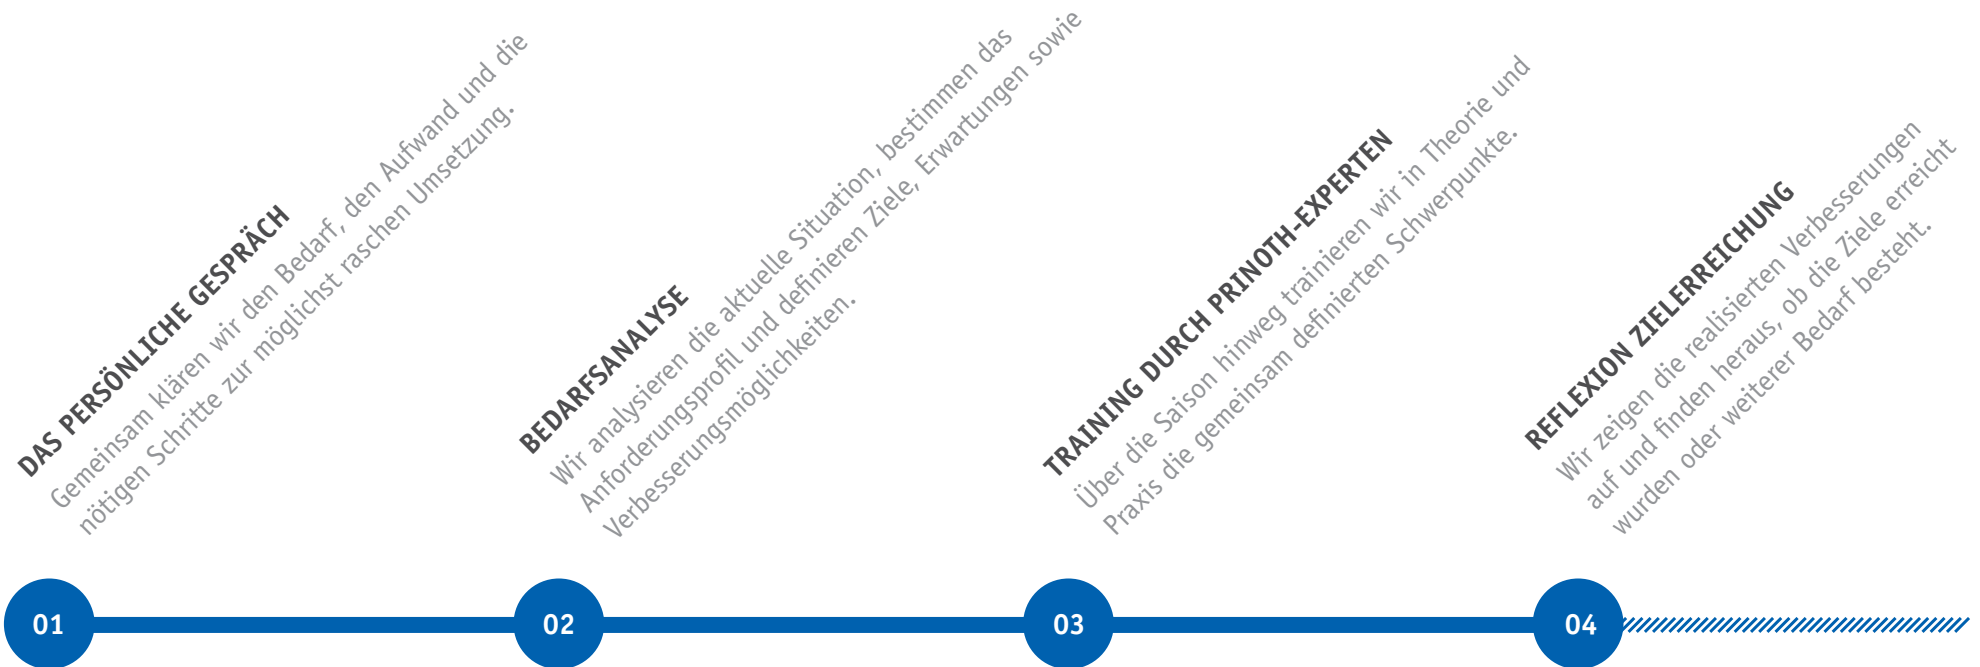 DAS PERSÖNLICHE GESPRÄCH
Gemeinsam klären wir den Bedarf, den Aufwand und die
nötigen Schritte zur möglichst raschen Umsetzung.
BEDARFSANALYSE
Wir analysieren die aktuelle Situation, bestimmen das
Anforderungsprofil und definieren Ziele, Erwartungen sowie
Verbesserungsmöglichkeiten.
TRAINING DURCH PRINOTH-EXPERTEN
Über die Saison hinweg trainieren wir in Theorie und
Praxis die gemeinsam definierten Schwerpunkte.
REFLEXION ZIELERREICHUNG
Wir zeigen die realisierten Verbesserungen
auf und finden heraus, ob die Ziele erreicht
wurden oder weiterer Bedarf besteht.
01
02
03
04